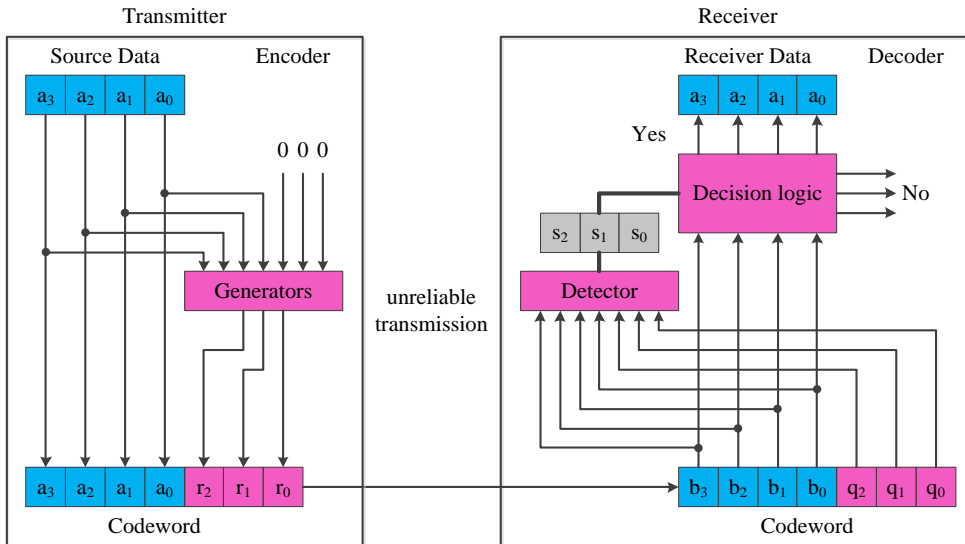 Transmitter
Receiver
Source Data
Encoder
Receiver Data
Decoder
a₃ a₂ a₁ a₀
a₃ a₂ a₁ a₀
Yes
0 0 0
Decision logic
No
s₂ s₁ s₀
Generators
Detector
unreliable
transmission
a₃ a₂ a₁ a₀ r₂ r₁ r₀
b₃ b₂ b₁ b₀ q₂ q₁ q₀
Codeword
Codeword